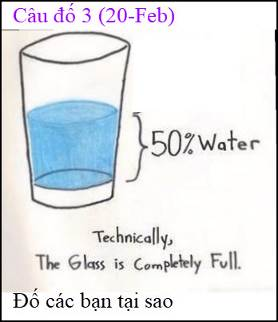 Câu đố 3 (20-Feb)
50% Water
Technically,
The Glass is Completely Full.
Đố các bạn tại sao